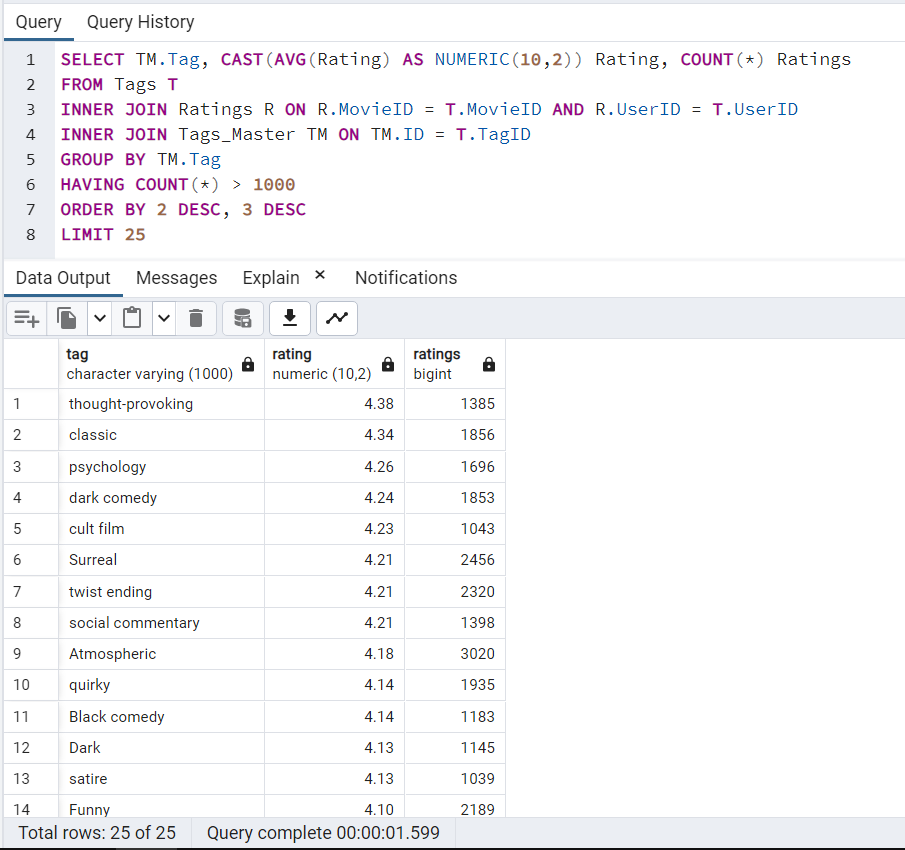 Query Query History
1 SELECT TM.Tag, CAST(AVG(Rating) AS NUMERIC(10,2)) Rating, COUNT(*) Ratings
2 FROM Tags T
3 INNER JOIN Ratings R ON R.MovieID = T.MovieID AND R.UserID = T.UserID
4 INNER JOIN Tags_Master TM ON TM.ID = T.TagID
5 GROUP BY TM.Tag
6 HAVING COUNT(*) > 1000
7 ORDER BY 2 DESC, 3 DESC
8 LIMIT 25
Data Output Messages Explain × Notifications
tag rating ratings
character varying (1000) numeric (10,2) bigint
1 thought-provoking 4.38 1385
2 classic 4.34 1856
3 psychology 4.26 1696
4 dark comedy 4.24 1853
5 cult film 4.23 1043
6 Surreal 4.21 2456
7 twist ending 4.21 2320
8 social commentary 4.21 1398
9 Atmospheric 4.18 3020
10 quirky 4.14 1935
11 Black comedy 4.14 1183
12 Dark 4.13 1145
13 satire 4.13 1039
14 Funny 4.10 2189
Total rows: 25 of 25 Query complete 00:00:01.599